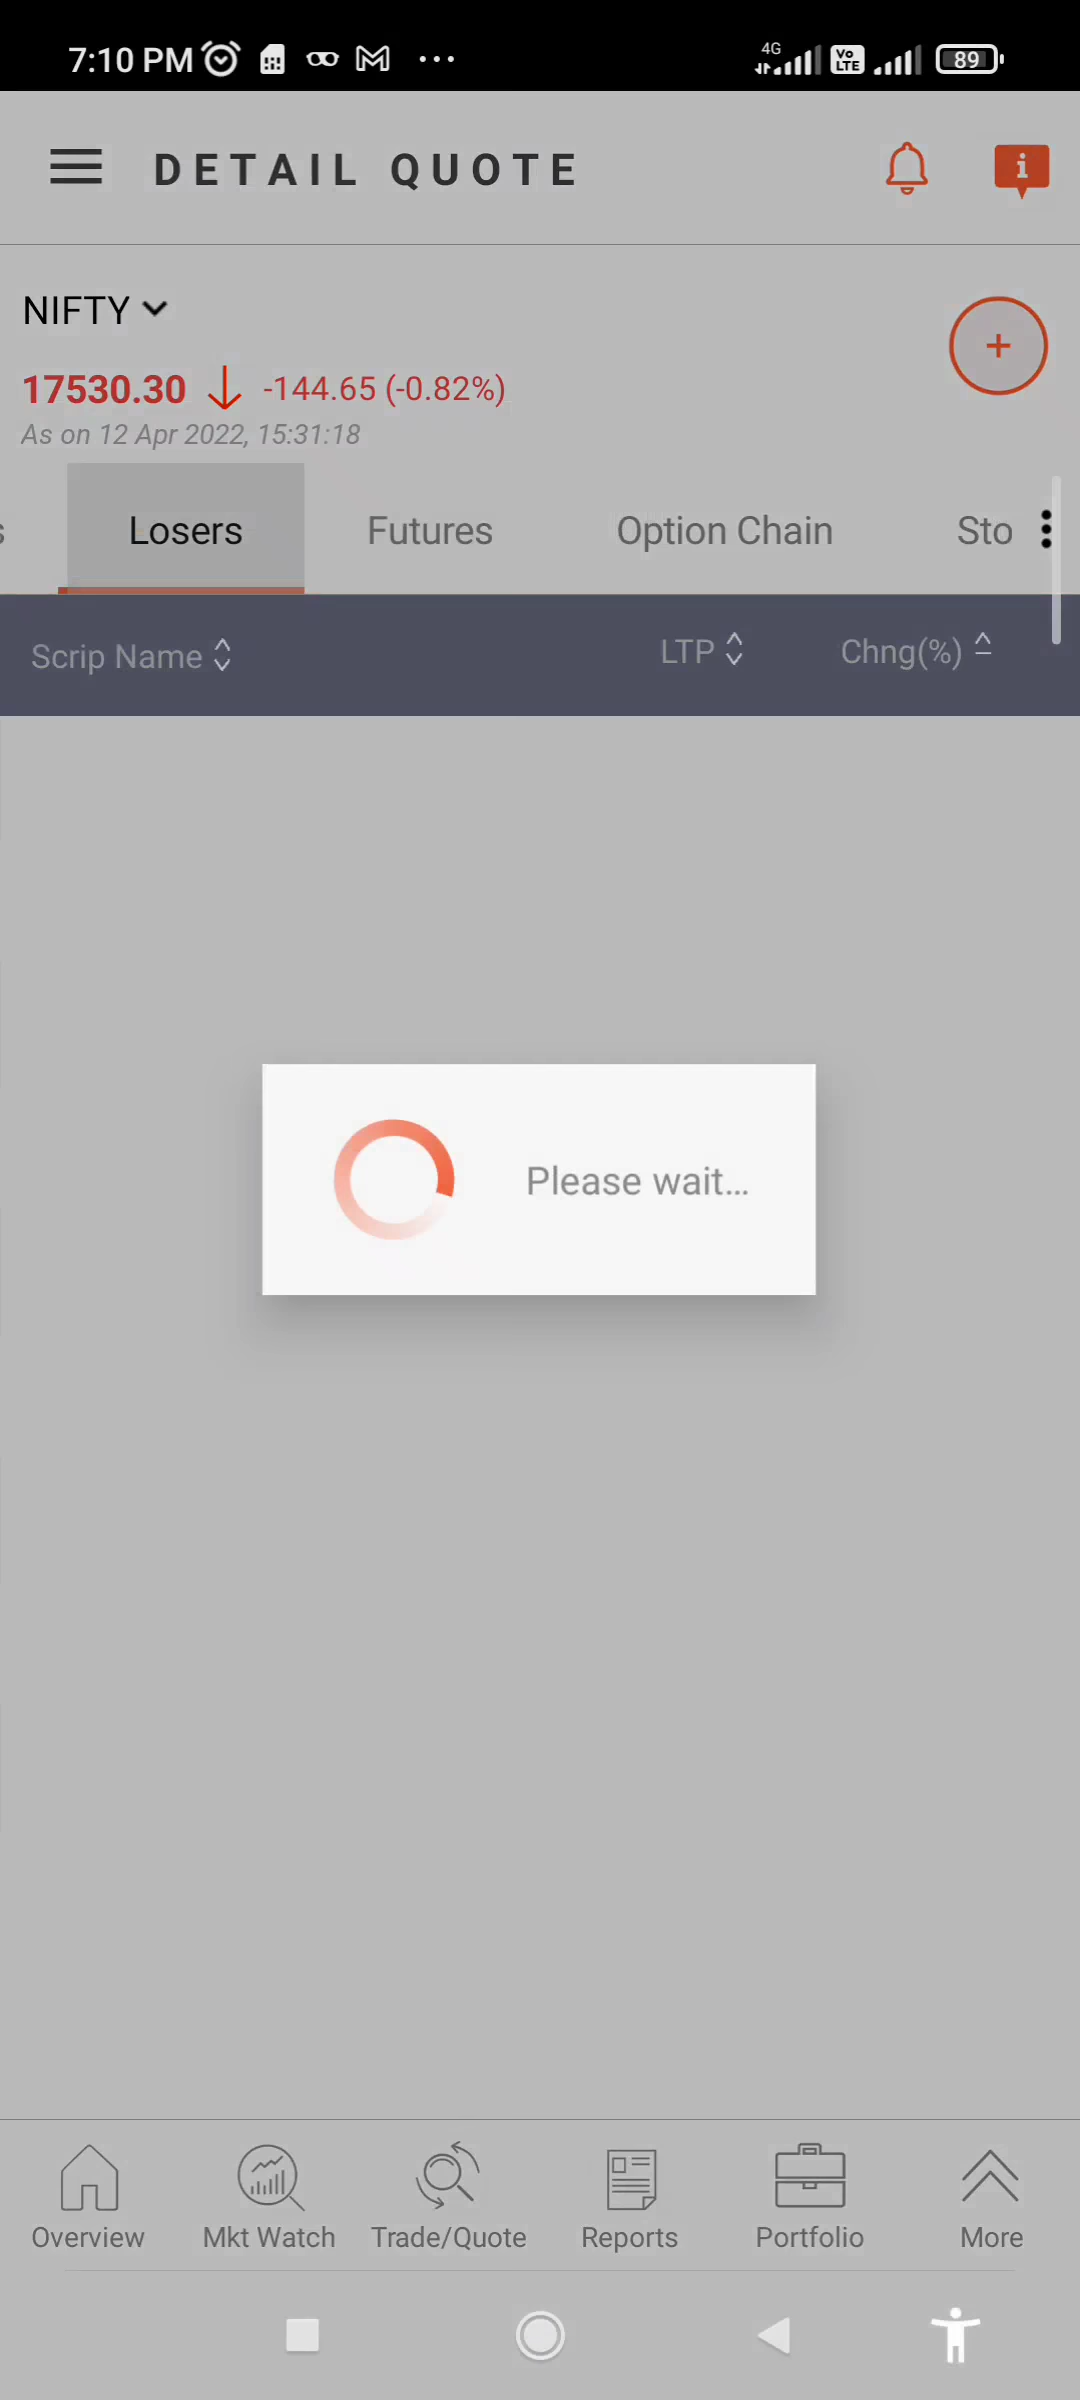 7:10 PM ... 4G Vo LTE 89
DETAIL QUOTE
NIFTY
+
17530.30 -144.65 (-0.82%)
As on 12 Apr 2022, 15:31:18
s Losers Futures Option Chain Sto
Scrip Name LTP Chng(%)
Please wait...
Overview Mkt Watch Trade/Quote Reports Portfolio More